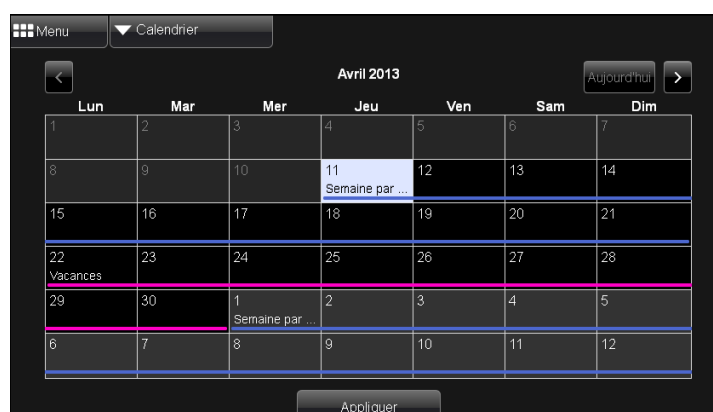 Menu
Calendrier
Avril 2013
Aujourd'hui
Lun Mar Mer Jeu Ven Sam Dim
1 2 3 4 5 6 7
8 9 10 11 12 13 14
Semaine par ...
15 16 17 18 19 20 21
22 23 24 25 26 27 28
Vacances
29 30 1 2 3 4 5
Semaine par ...
6 7 8 9 10 11 12
Appliquer